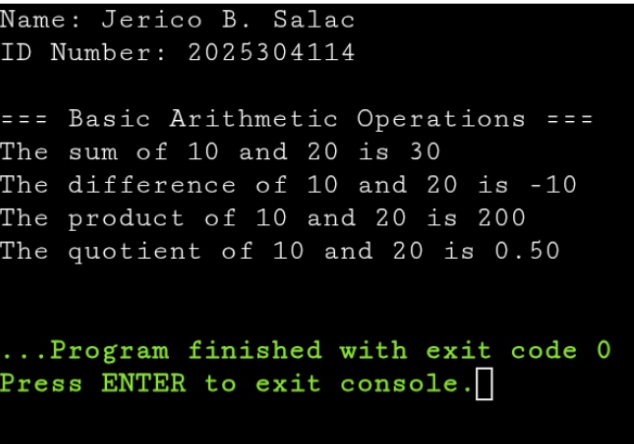 Name: Jerico B. Salac
ID Number: 2025304114
=== Basic Arithmetic Operations ===
The sum of 10 and 20 is 30
The difference of 10 and 20 is -10
The product of 10 and 20 is 200
The quotient of 10 and 20 is 0.50
...Program finished with exit code 0
Press ENTER to exit console.